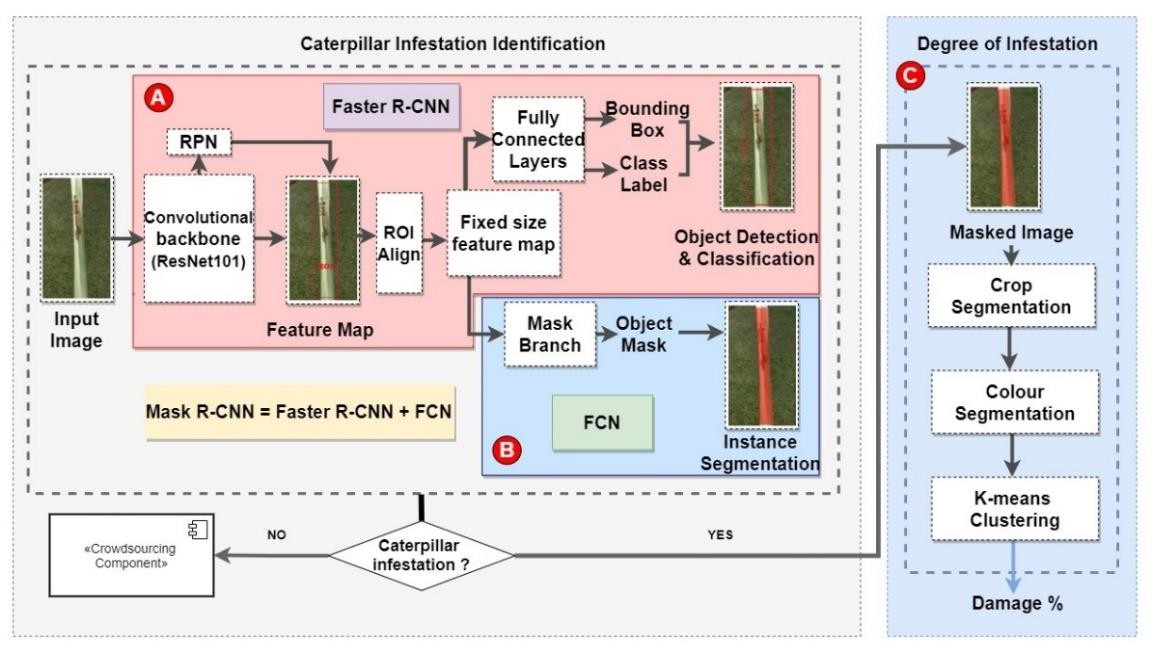 Caterpillar Infestation Identification
A
Faster R-CNN
RPN
Convolutional
backbone
(ResNet101)
Input
Image
Feature Map
ROI
Align
Fixed size
feature map
Fully
Connected
Layers
Bounding
Box
Class
Label
Object Detection
& Classification
Mask
Branch
Object
Mask
FCN
B
Instance
Segmentation
Mask R-CNN = Faster R-CNN + FCN
Caterpillar
infestation ?
NO
YES
«Crowdsourcing
Component»
Degree of Infestation
C
Masked Image
Crop
Segmentation
Colour
Segmentation
K-means
Clustering
Damage %